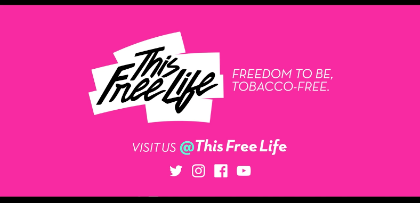 This
Free Life
FREEDOM TO BE,
TOBACCO-FREE.
VISIT US @This Free Life